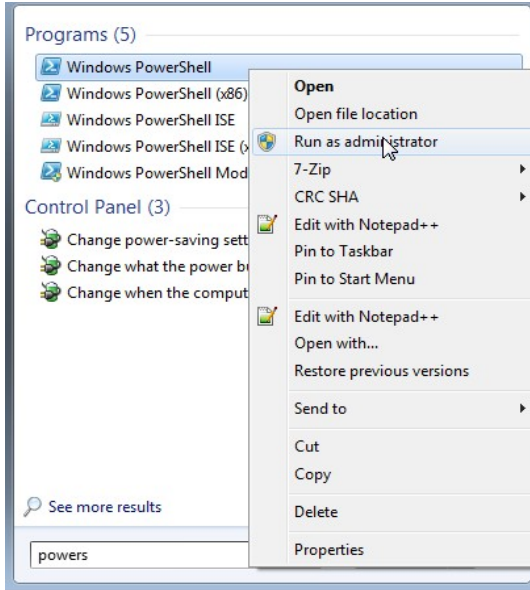 Programs (5)
Windows PowerShell
Windows PowerShell (x86)
Windows PowerShell ISE
Windows PowerShell ISE (
Windows PowerShell Mod
Control Panel (3)
Change power-saving sett
Change what the power bu
Change when the comput
See more results
powers
Open
Open file location
Run as administrator
7-Zip
CRC SHA
Edit with Notepad++
Pin to Taskbar
Pin to Start Menu
Edit with Notepad++
Open with...
Restore previous versions
Send to
Cut
Copy
Delete
Properties